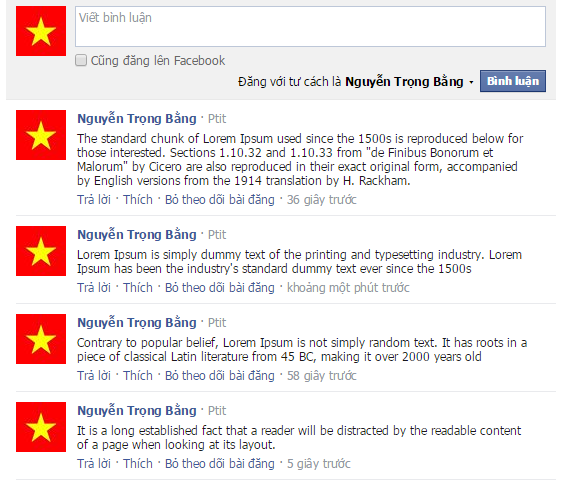 Viết bình luận
Cũng đăng lên Facebook
Đăng với tư cách là Nguyễn Trọng Bằng
Bình luận
Nguyễn Trọng Bằng · Ptit
The standard chunk of Lorem Ipsum used since the 1500s is reproduced below for
those interested. Sections 1.10.32 and 1.10.33 from "de Finibus Bonorum et
Malorum" by Cicero are also reproduced in their exact original form, accompanied
by English versions from the 1914 translation by H. Rackham.
Trả lời · Thích · Bỏ theo dõi bài đăng · 36 giây trước
Nguyễn Trọng Bằng · Ptit
Lorem Ipsum is simply dummy text of the printing and typesetting industry. Lorem
Ipsum has been the industry's standard dummy text ever since the 1500s
Trả lời · Thích · Bỏ theo dõi bài đăng · khoảng một phút trước
Nguyễn Trọng Bằng · Ptit
Contrary to popular belief, Lorem Ipsum is not simply random text. It has roots in a
piece of classical Latin literature from 45 BC, making it over 2000 years old
Trả lời · Thích · Bỏ theo dõi bài đăng · 58 giây trước
Nguyễn Trọng Bằng · Ptit
It is a long established fact that a reader will be distracted by the readable content
of a page when looking at its layout.
Trả lời · Thích · Bỏ theo dõi bài đăng · 5 giây trước